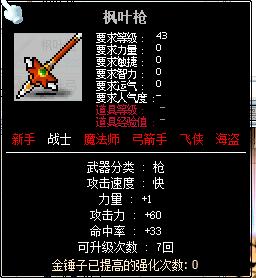 枫叶枪
要求等级: 43
要求力量: 0
要求敏捷: 0
要求智力: 0
要求运气: 0
要求人气度: -
道具等级: -
道具经验值: -
新手 战士 魔法师 弓箭手 飞侠 海盗
武器分类 : 枪
攻击速度 : 快
力量 : +1
攻击力 : +60
命中率 : +33
可升级次数 : 7回
金锤子已提高的强化次数: 0